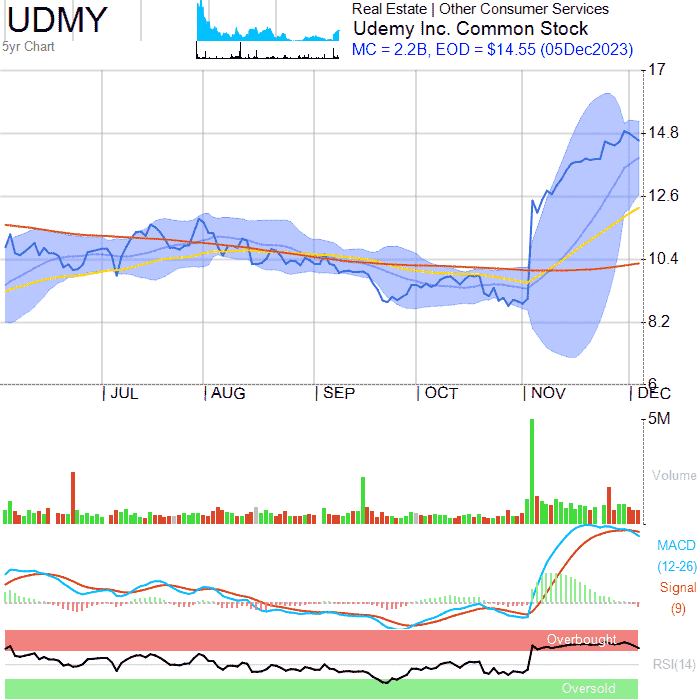 UDMY
5yr Chart
Real Estate | Other Consumer Services
Udemy Inc. Common Stock
MC = 2.2B, EOD = $14.55 (05Dec2023)
17
14.8
12.6
10.4
8.2
6
JUL AUG SEP OCT NOV DEC
5M
Volume
MACD
(12-26)
Signal
(9)
Overbought
RSI(14)
Oversold